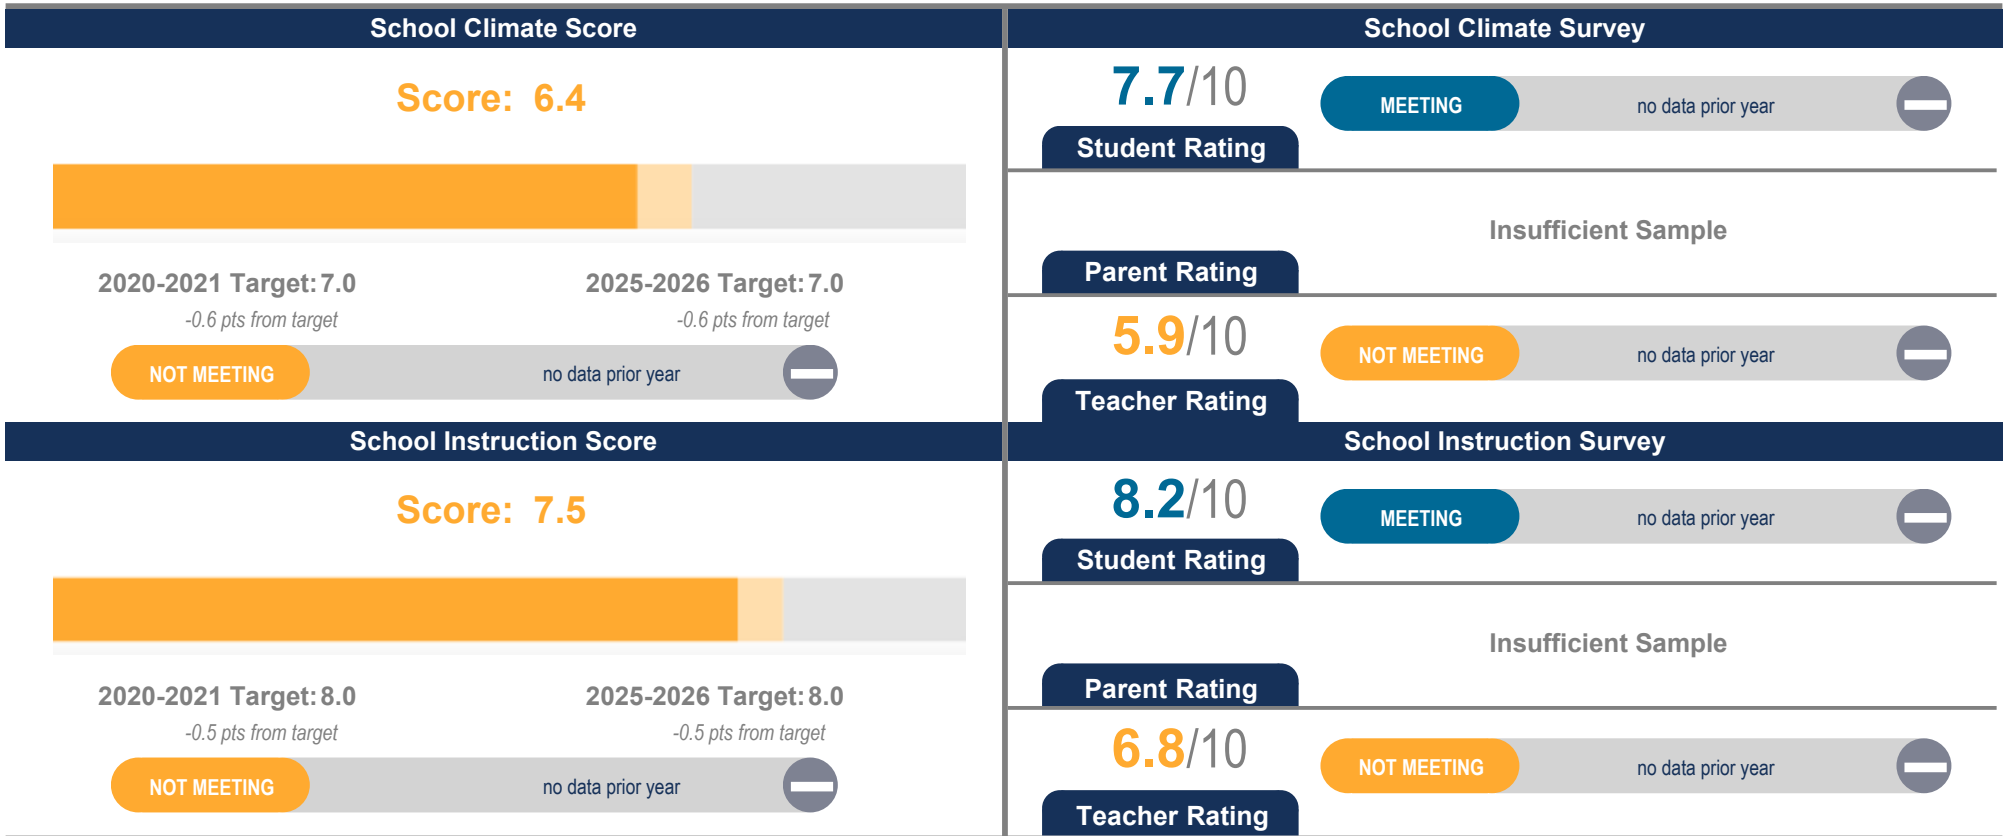 School Climate Score
Score: 6.4
2020-2021 Target: 7.0
2025-2026 Target: 7.0
-0.6 pts from target
-0.6 pts from target
NOT MEETING
no data prior year
School Climate Survey
7.7/10
MEETING
no data prior year
Student Rating
Insufficient Sample
Parent Rating
5.9/10
NOT MEETING
no data prior year
Teacher Rating
School Instruction Score
Score: 7.5
2020-2021 Target: 8.0
2025-2026 Target: 8.0
-0.5 pts from target
-0.5 pts from target
NOT MEETING
no data prior year
School Instruction Survey
8.2/10
MEETING
no data prior year
Student Rating
Insufficient Sample
Parent Rating
6.8/10
NOT MEETING
no data prior year
Teacher Rating